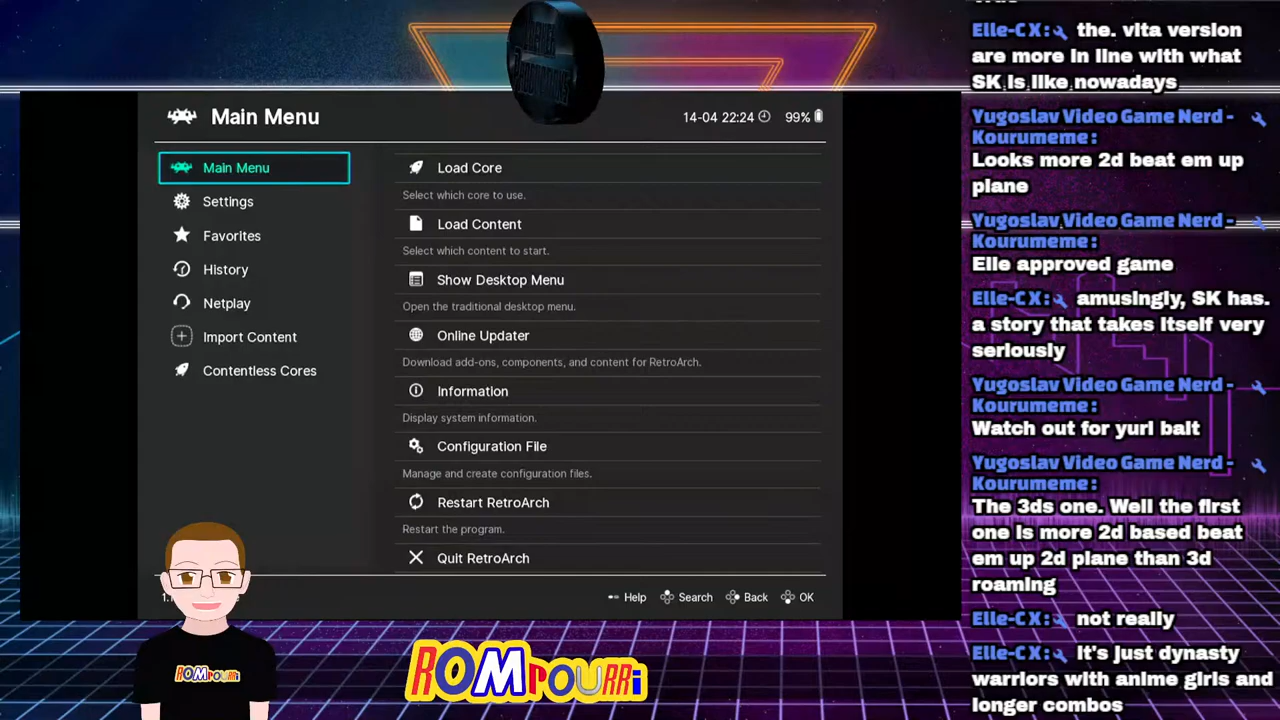 Main Menu
14-04 22:24
99%
Main Menu
Settings
Favorites
History
Netplay
Import Content
Contentless Cores
Load Core
Select which core to use.
Load Content
Select which content to start.
Show Desktop Menu
Open the traditional desktop menu.
Online Updater
Download add-ons, components, and content for RetroArch.
Information
Display system information.
Configuration File
Manage and create configuration files.
Restart RetroArch
Restart the program.
Quit RetroArch
Help
Search
Back
OK
ROMPOURRi
ROMPOURRi
Elle-CX: the. vita version
are more in line with what
SK is like nowadays
Yugoslav Video Game Nerd -
Kourumeme:
Looks more 2d beat em up
plane
Yugoslav Video Game Nerd -
Kourumeme:
Elle approved game
Elle-CX: amusingly, SK has.
a story that takes itself very
seriously
Yugoslav Video Game Nerd -
Kourumeme:
Watch out for yuri bait
Yugoslav Video Game Nerd -
Kourumeme:
The 3ds one. Well the first
one is more 2d based beat
em up 2d plane than 3d
roaming
Elle-CX: not really
Elle-CX: It's just dynasty
warriors with anime girls and
longer combos